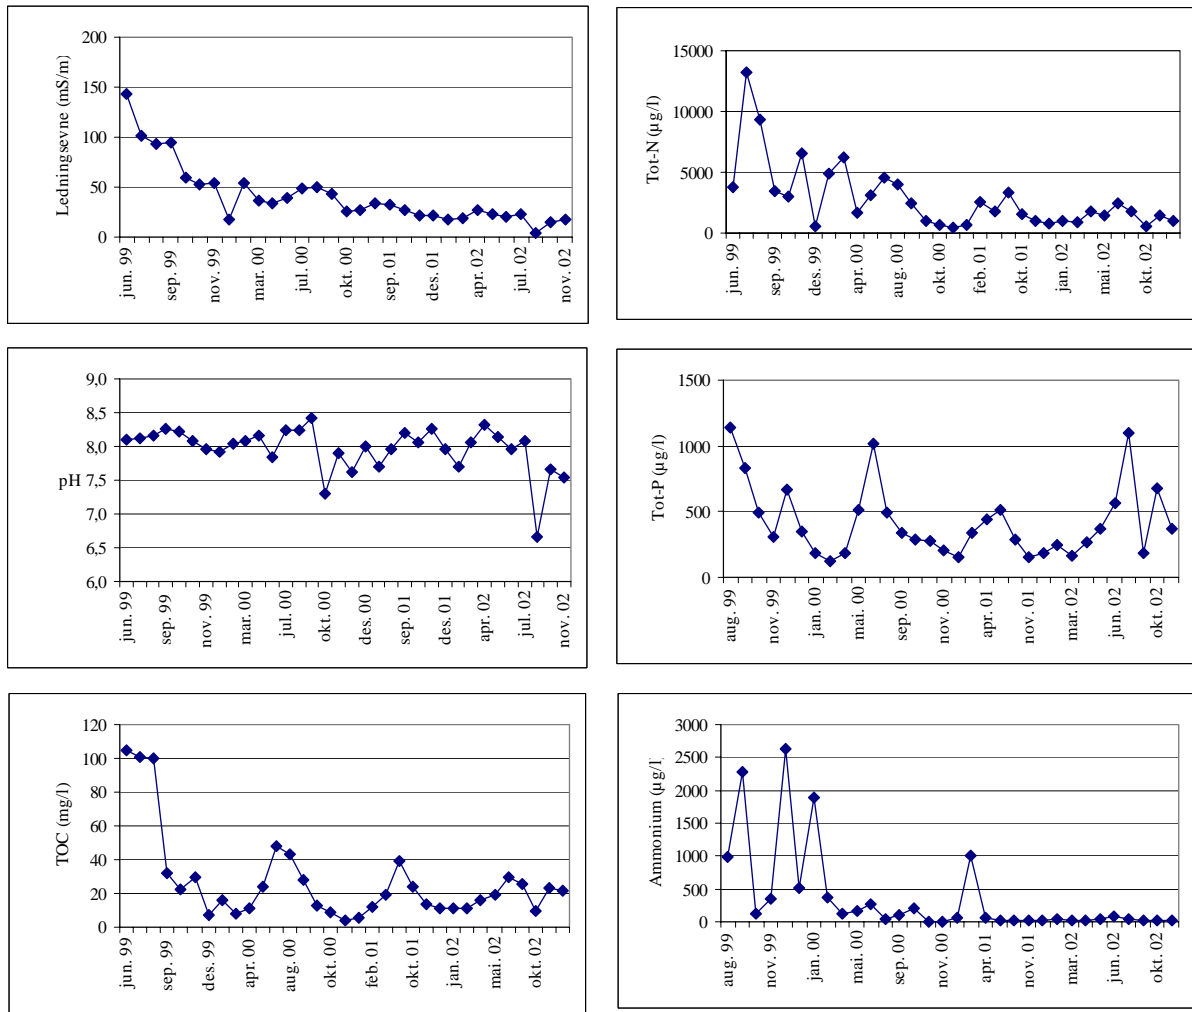 Ledningsevne (mS/m)
200
150
100
50
0
jun. 99
sep. 99
nov. 99
mar. 00
jul. 00
okt. 00
sep. 01
des. 01
apr. 02
jul. 02
nov. 02
Tot-N (µg/l)
15000
10000
5000
0
jun. 99
sep. 99
des. 99
apr. 00
aug. 00
okt. 00
feb. 01
okt. 01
jan. 02
mai. 02
okt. 02
pH
9,0
8,5
8,0
7,5
7,0
6,5
6,0
jun. 99
sep. 99
nov. 99
mar. 00
jul. 00
okt. 00
des. 00
sep. 01
des. 01
apr. 02
jul. 02
nov. 02
Tot-P (µg/l)
1500
1000
500
0
aug. 99
nov. 99
jan. 00
mai. 00
sep. 00
nov. 00
apr. 01
nov. 01
mar. 02
jun. 02
okt. 02
TOC (mg/l)
120
100
80
60
40
20
0
jun. 99
sep. 99
des. 99
apr. 00
aug. 00
okt. 00
feb. 01
okt. 01
jan. 02
mai. 02
okt. 02
Ammonium (µg/l
3000
2500
2000
1500
1000
500
0
aug. 99
nov. 99
jan. 00
mai. 00
sep. 00
nov. 00
apr. 01
nov. 01
mar. 02
jun. 02
okt. 02